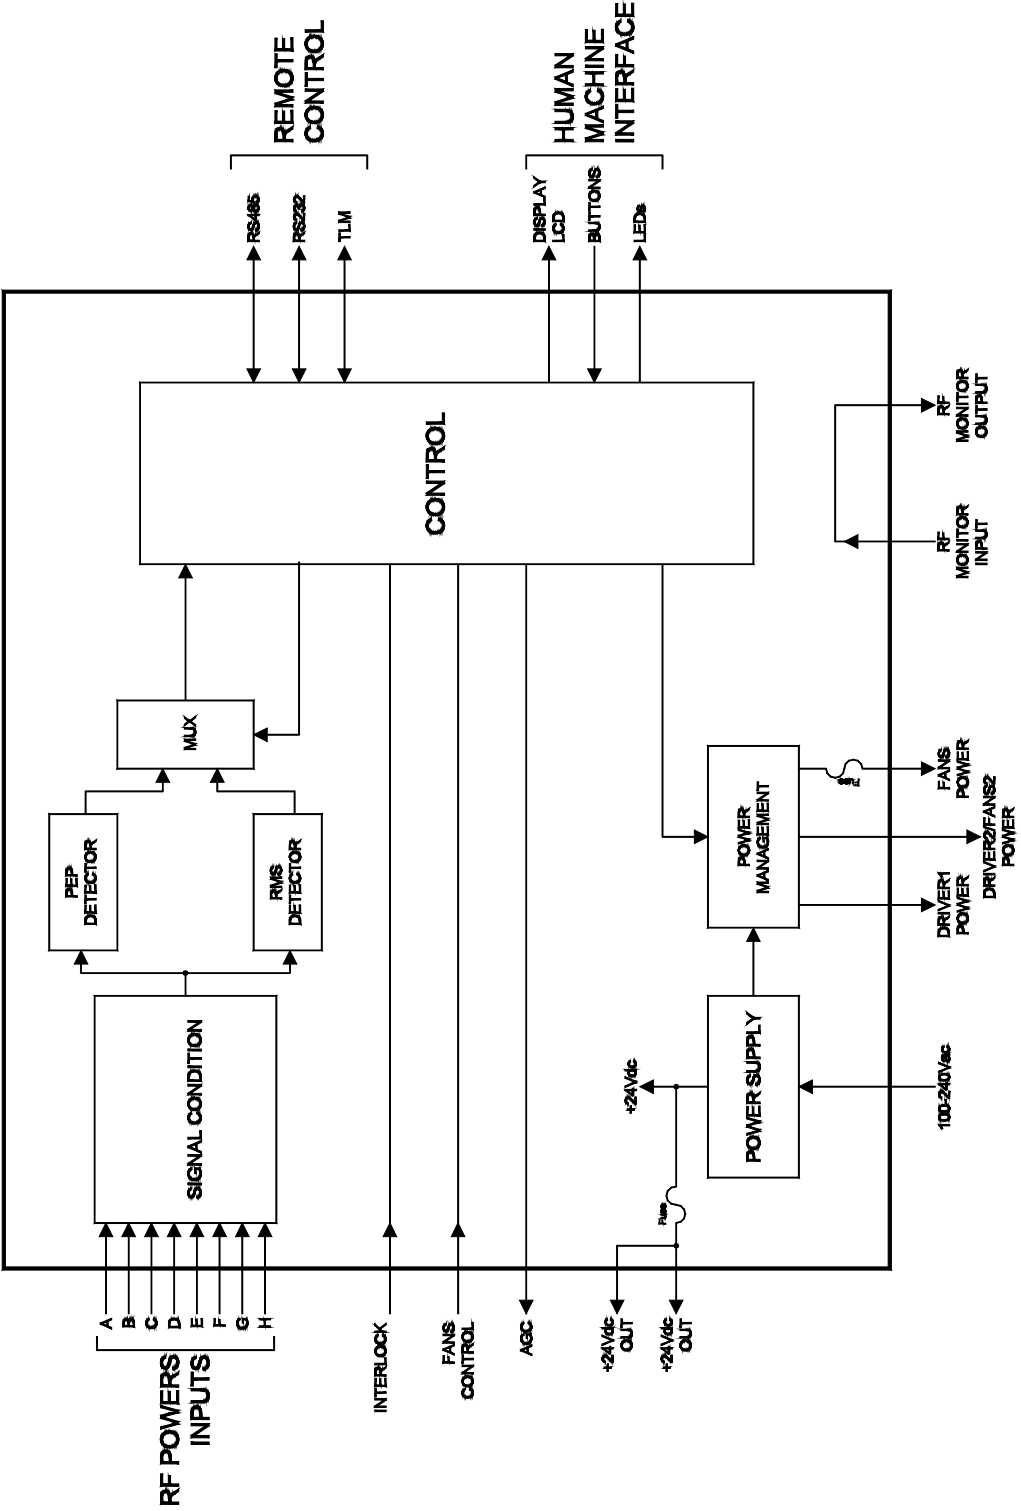 REMOTE
CONTROL
HUMAN
MACHINE
INTERFACE
RS485
RS232
TLM
DISPLAY
LCD
BUTTONS
LEDs
CONTROL
RF
MONITOR
OUTPUT
RF
MONITOR
INPUT
MUX
PEP
DETECTOR
RMS
DETECTOR
POWER
MANAGEMENT
Fuse
FANS
POWER
DRIVER2/FANS2
POWER
DRIVER1
POWER
SIGNAL CONDITION
+24Vdc
POWER SUPPLY
100-240Vac
Fuse
A
B
C
D
E
F
G
H
RF POWERS
INPUTS
INTERLOCK
FANS
CONTROL
AGC
+24Vdc
OUT
+24Vdc
OUT